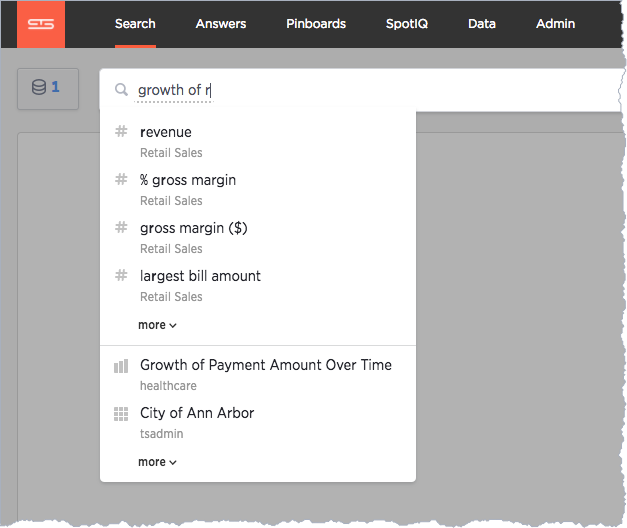 Search Answers Pinboards SpotIQ Data Admin
1
growth of r
revenue
Retail Sales
% gross margin
Retail Sales
gross margin ($)
Retail Sales
largest bill amount
Retail Sales
more
Growth of Payment Amount Over Time
healthcare
City of Ann Arbor
tsadmin
more